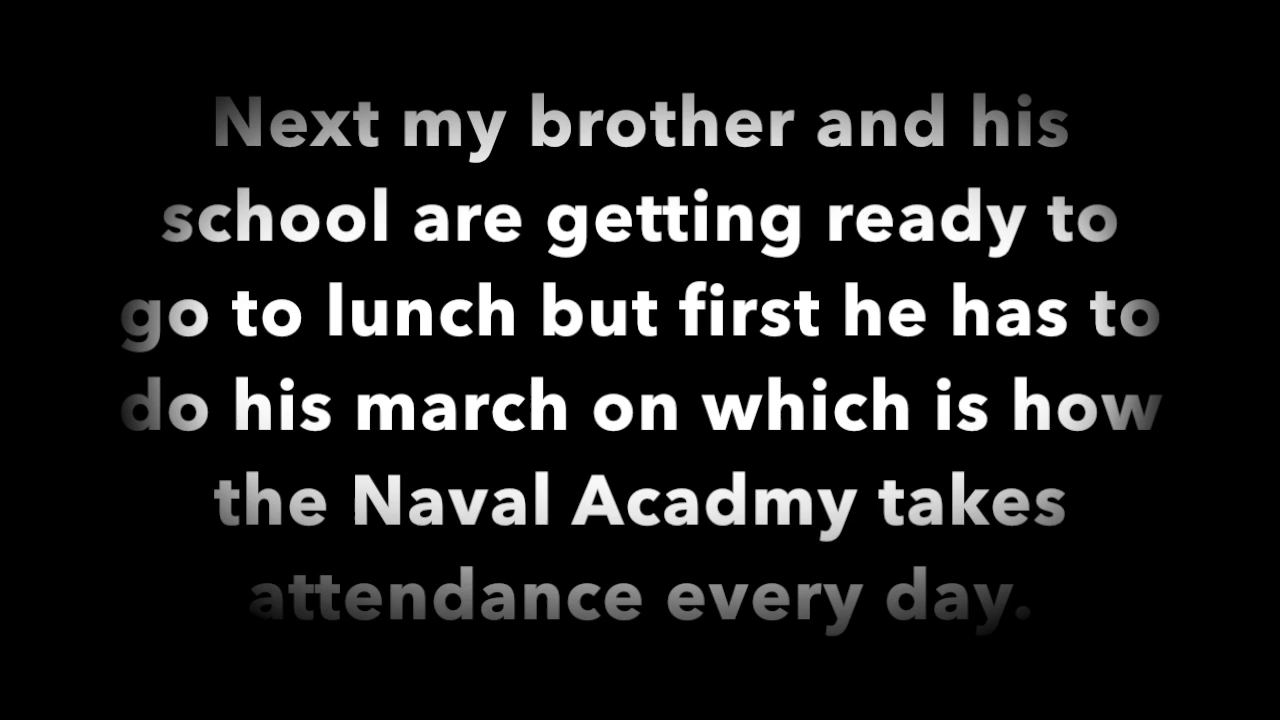 Next my brother and his
school are getting ready to
go to lunch but first he has to
do his march on which is how
the Naval Acadmy takes
attendance every day.